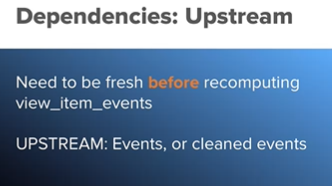 Dependencies: Upstream
Need to be fresh before recomputing
view_item_events
UPSTREAM: Events, or cleaned events